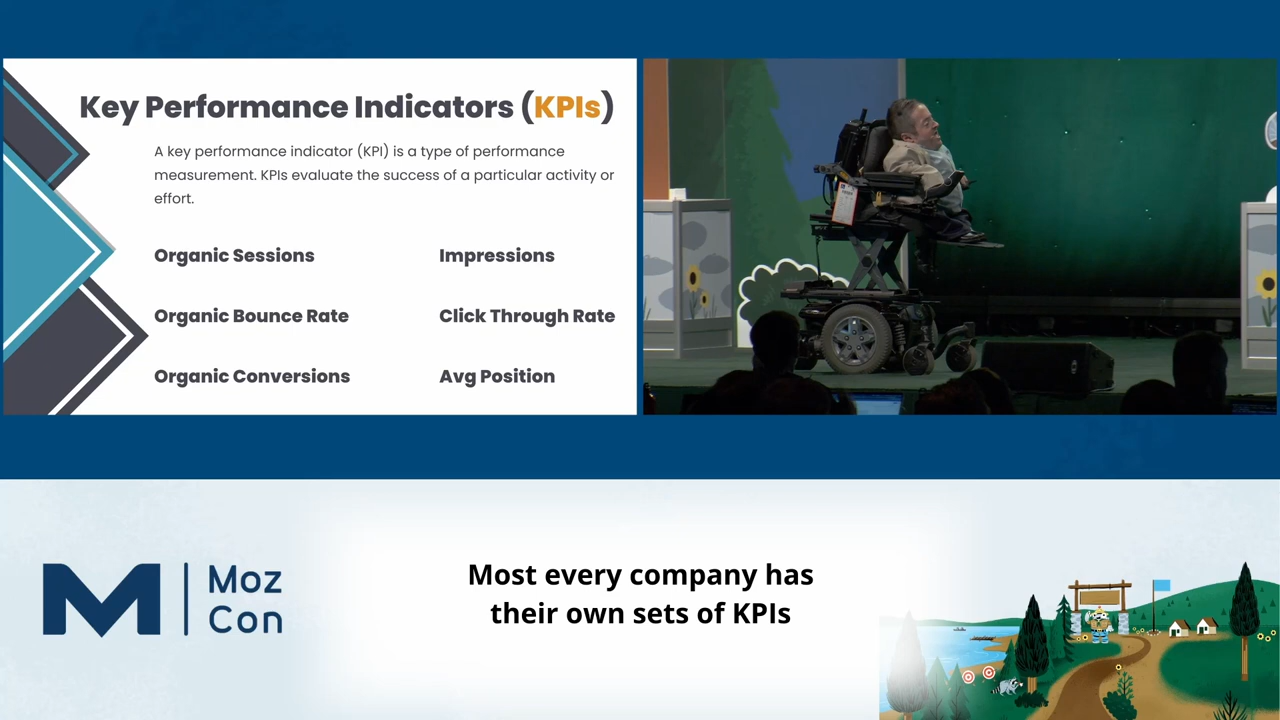 Key Performance Indicators (KPIs)
A key performance indicator (KPI) is a type of performance
measurement. KPIs evaluate the success of a particular activity or
effort.
Organic Sessions
Impressions
Organic Bounce Rate
Click Through Rate
Organic Conversions
Avg Position
Moz
Con
Most every company has
their own sets of KPIs